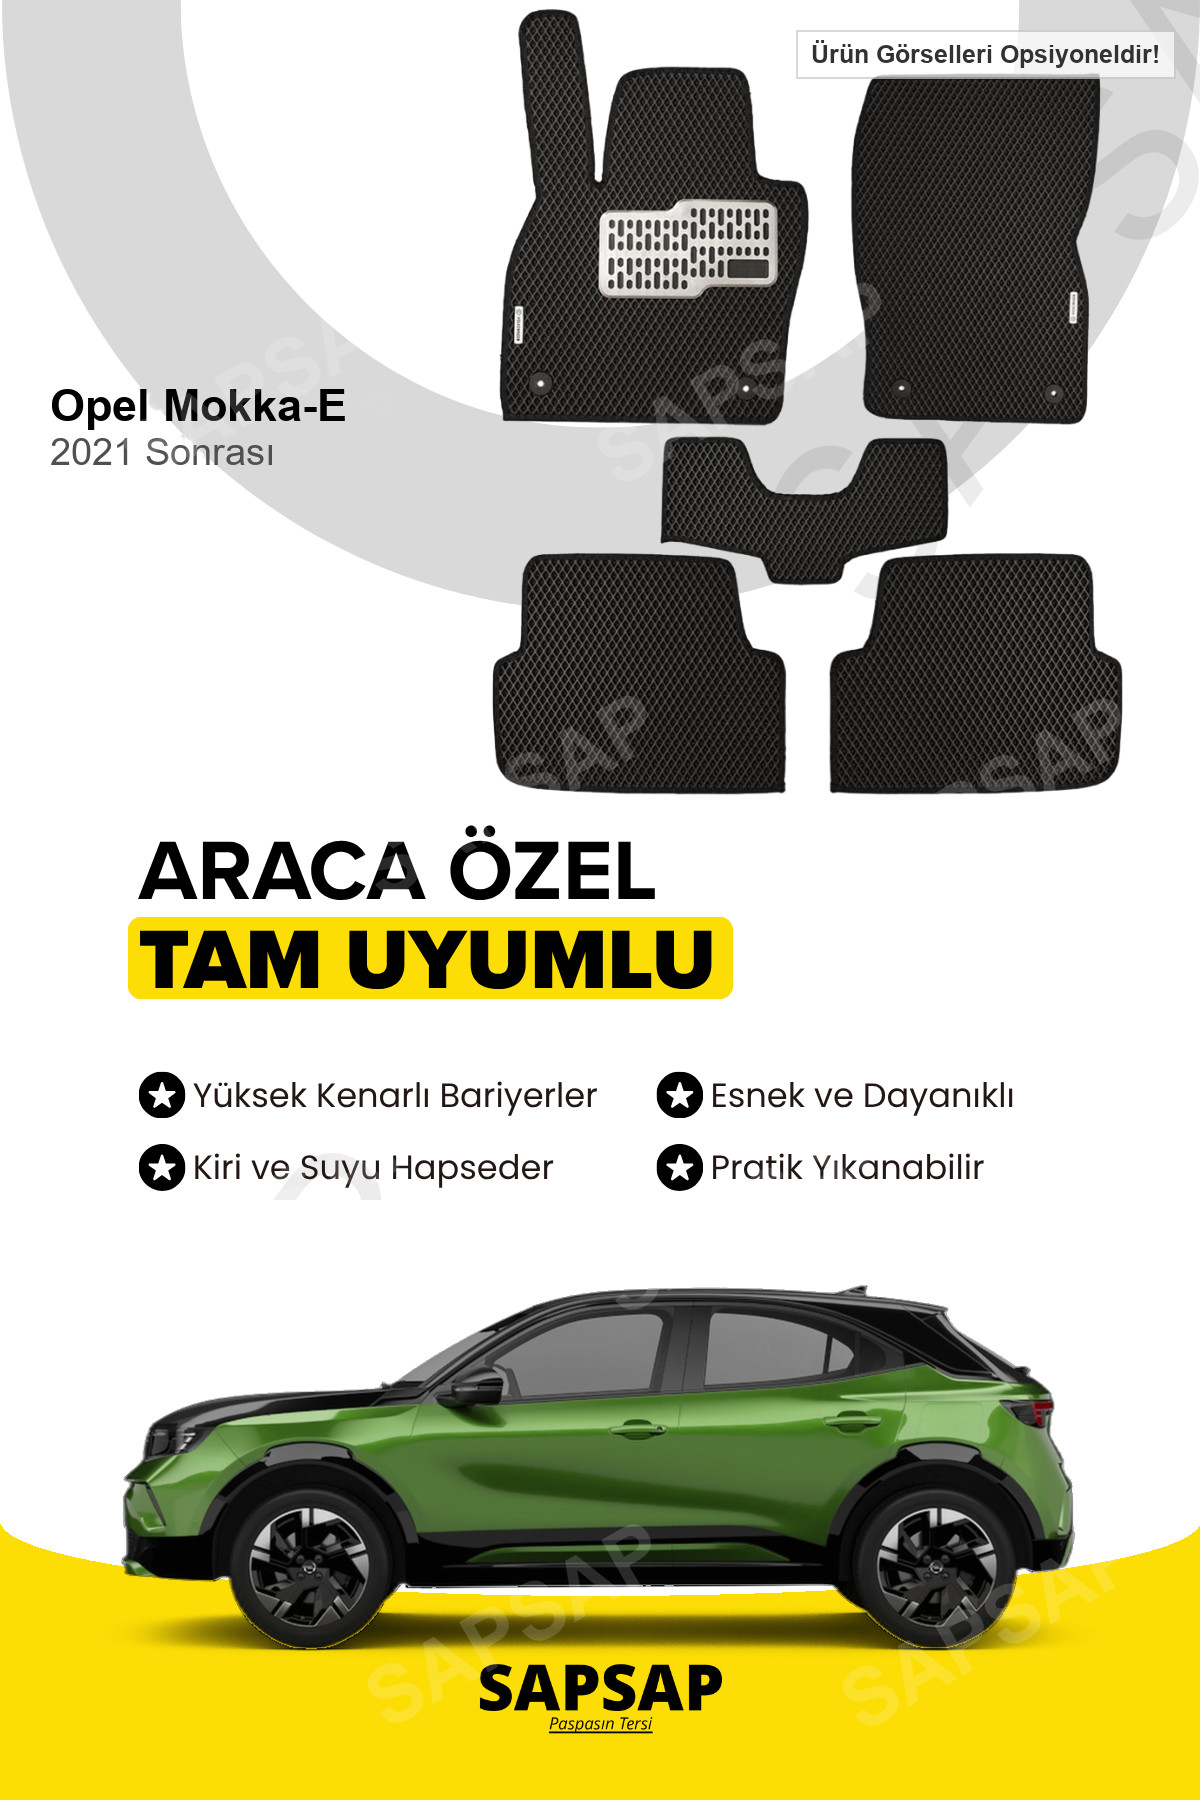 Ürün Görselleri Opsiyoneldir!
Opel Mokka-E
2021 Sonrası
ARACA ÖZEL
TAM UYUMLU
Yüksek Kenarlı Bariyerler
Esnek ve Dayanıklı
Kiri ve Suyu Hapseder
Pratik Yıkanabilir
SAPSAP
Paspasın Tersi